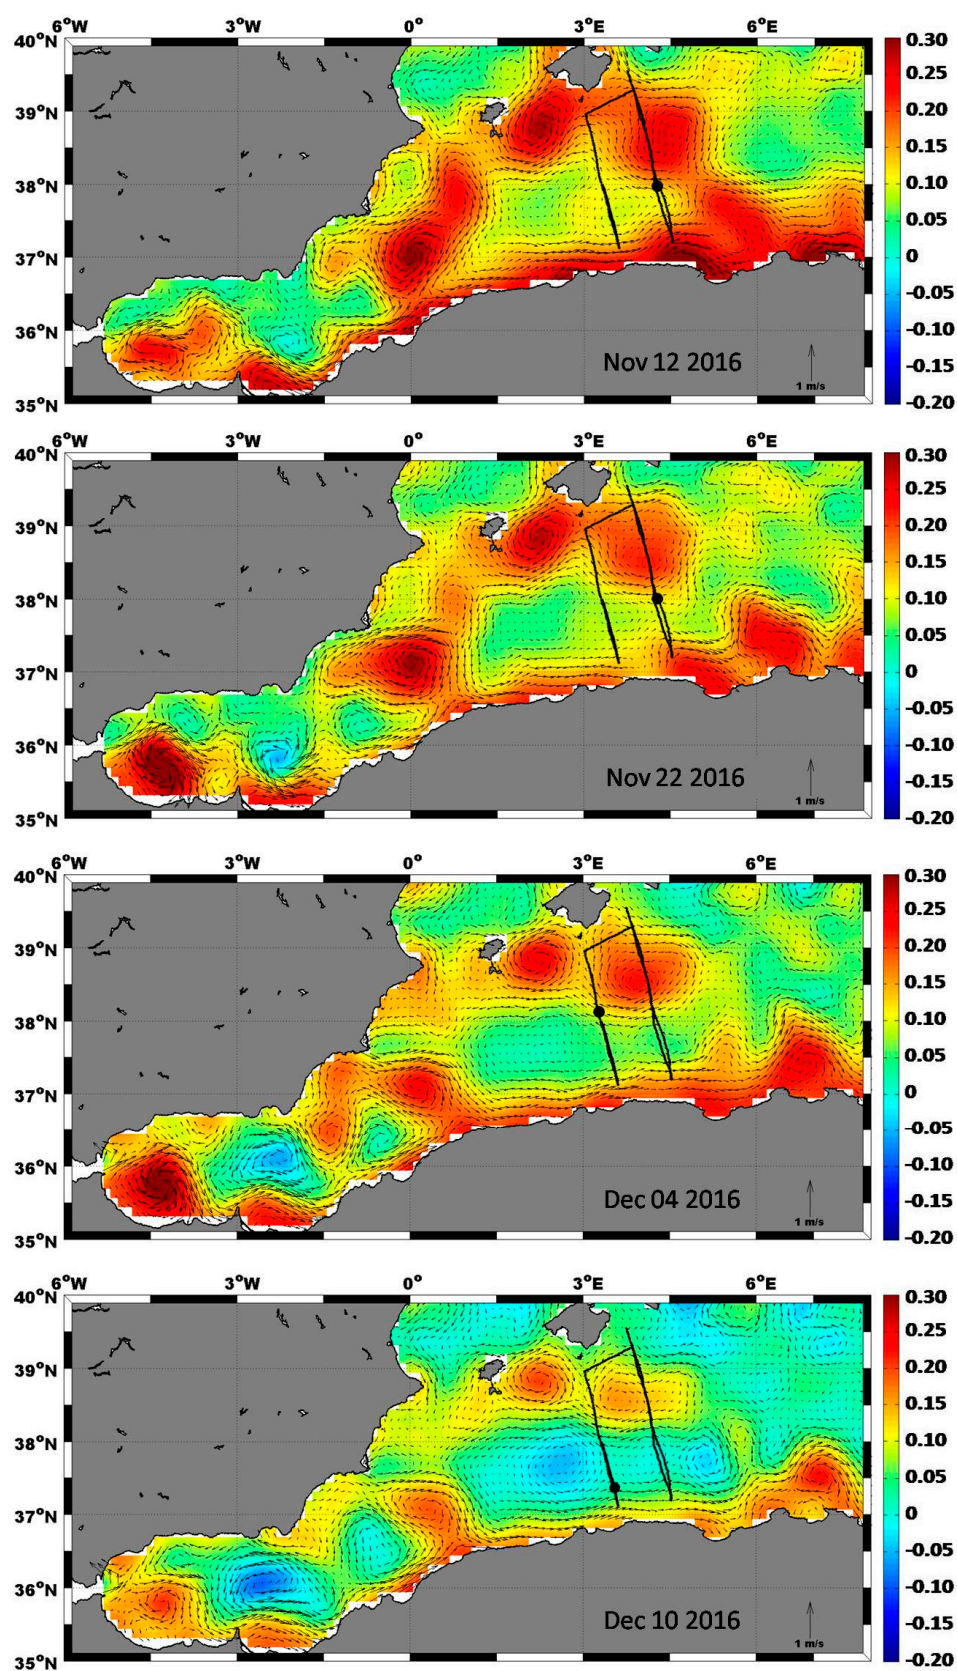 6°W 3°W 0° 3°E 6°E
40°N
39°N
38°N
37°N
36°N
35°N
0.30
0.25
0.20
0.15
0.10
0.05
0
-0.05
-0.10
-0.15
-0.20
Nov 12 2016
1 m/s
6°W 3°W 0° 3°E 6°E
40°N
39°N
38°N
37°N
36°N
35°N
0.30
0.25
0.20
0.15
0.10
0.05
0
-0.05
-0.10
-0.15
-0.20
Nov 22 2016
1 m/s
6°W 3°W 0° 3°E 6°E
40°N
39°N
38°N
37°N
36°N
35°N
0.30
0.25
0.20
0.15
0.10
0.05
0
-0.05
-0.10
-0.15
-0.20
Dec 04 2016
1 m/s
6°W 3°W 0° 3°E 6°E
40°N
39°N
38°N
37°N
36°N
35°N
0.30
0.25
0.20
0.15
0.10
0.05
0
-0.05
-0.10
-0.15
-0.20
Dec 10 2016
1 m/s